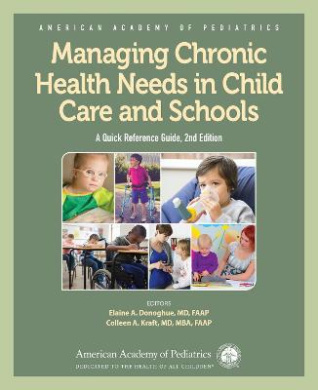 AMERICAN ACADEMY OF PEDIATRICS
Managing Chronic
Health Needs in Child
Care and Schools
A Quick Reference Guide, 2nd Edition
EDITORS
Elaine A. Donoghue, MD, FAAP
Colleen A. Kraft, MD, MBA, FAAP
American Academy of Pediatrics
DEDICATED TO THE HEALTH OF ALL CHILDREN®